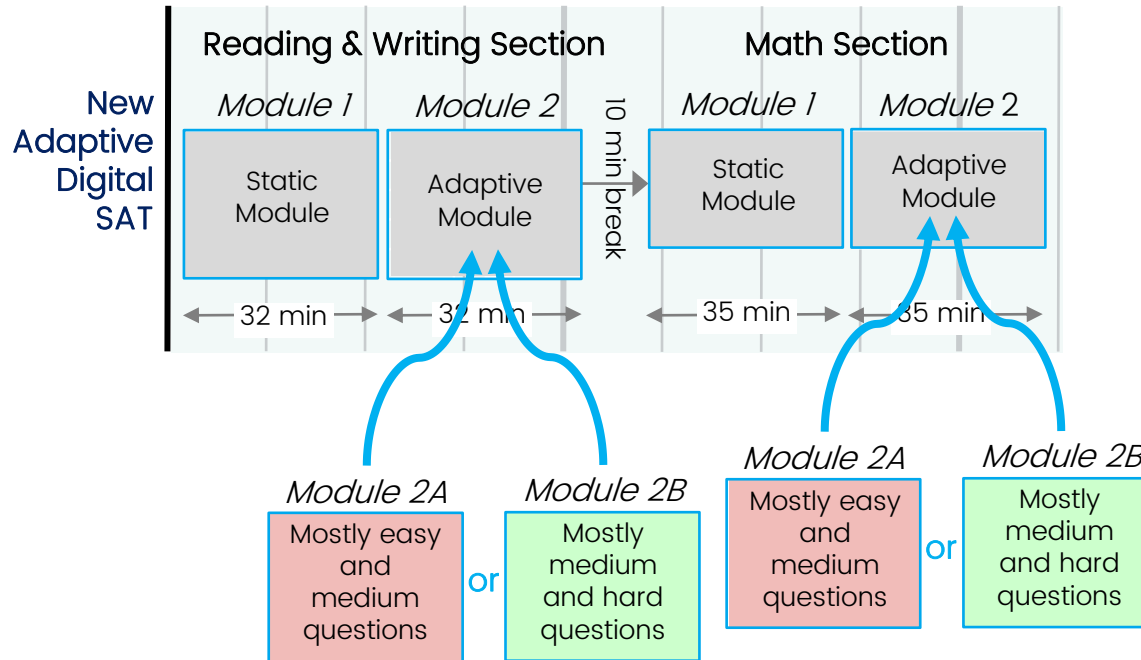 Reading & Writing Section
Math Section
New
Adaptive
Digital
SAT
Module 1
Static
Module
32 min
Module 2
Adaptive
Module
32 min
10 min break
Module 1
Static
Module
35 min
Module 2
Adaptive
Module
35 min
Module 2A
Mostly easy
and
medium
questions
or
Module 2B
Mostly
medium
and hard
questions
Module 2A
Mostly easy
and
medium
questions
or
Module 2B
Mostly
medium
and hard
questions